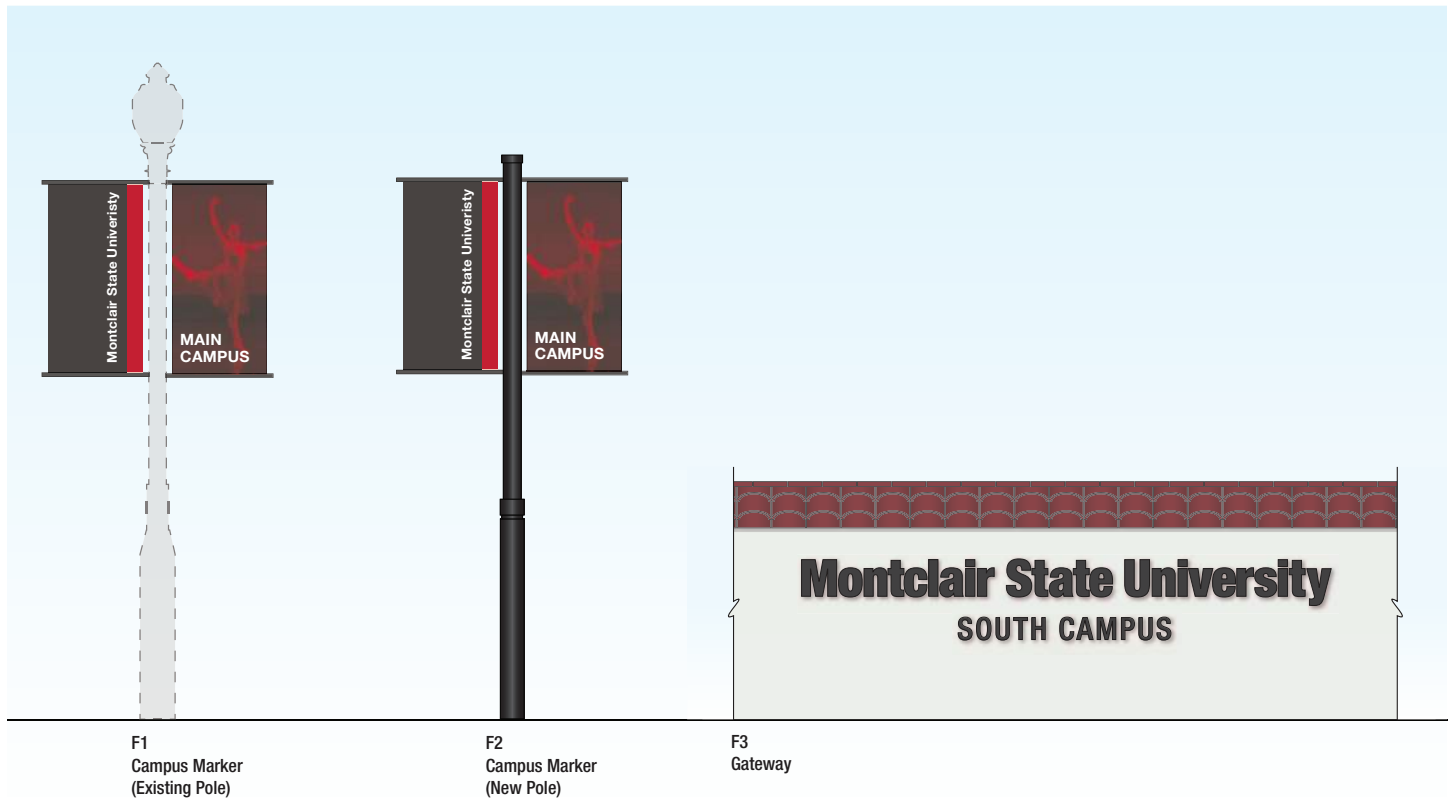 Montclair State Univeristy
MAIN
CAMPUS
Montclair State Univeristy
MAIN
CAMPUS
Montclair State University
SOUTH CAMPUS
F1
Campus Marker
(Existing Pole)
F2
Campus Marker
(New Pole)
F3
Gateway